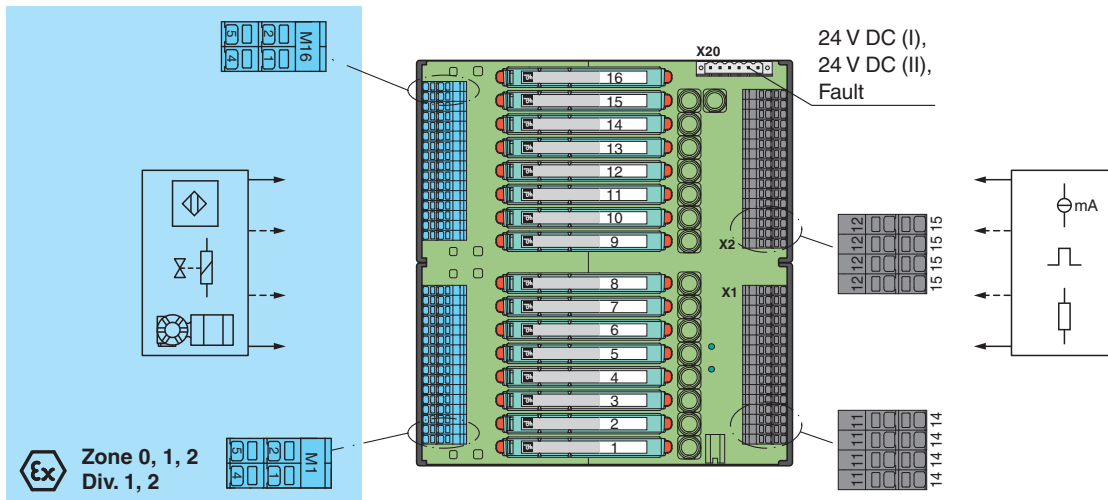 5 2 M16
4 1
X20
24 V DC (I),
24 V DC (II),
Fault
16
15
14
13
12
11
10
9
X2
8
X1
7
6
5
4
3
2
1
mA
12 15
12 15
12 15
12 15
11 14
11 14
11 14
11 14
5 2 M1
4 1
Ex
Zone 0, 1, 2
Div. 1, 2